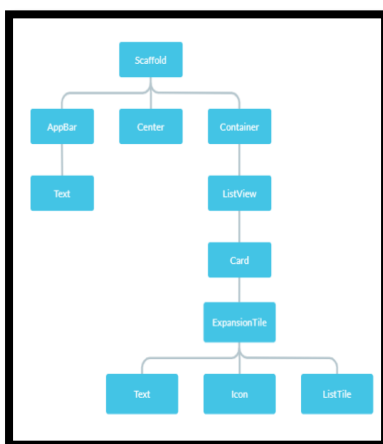 Scaffold
AppBar Center Container
Text ListView
Card
ExpansionTile
Text Icon ListTile